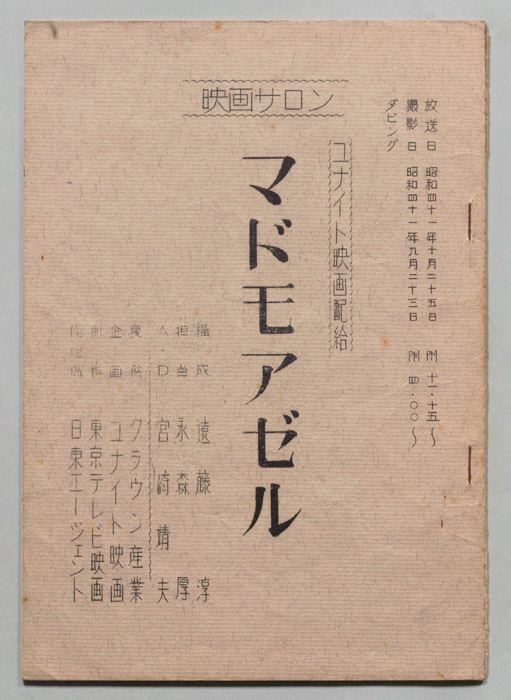 映画サロン
放送日 昭和四十一年十月二十五日 PM 十一・十五〜
撮影日 昭和四十一年九月二十三日 PM 四・〇〇〜
ダビング
ユナイト映画配給
マドモアゼル
構成 遠藤 淳
担当 永森 厚
A・D 宮崎靖夫
提供 クラウン産業
企画 ユナイト映画
制作 東京テレビ映画
日東エージェント